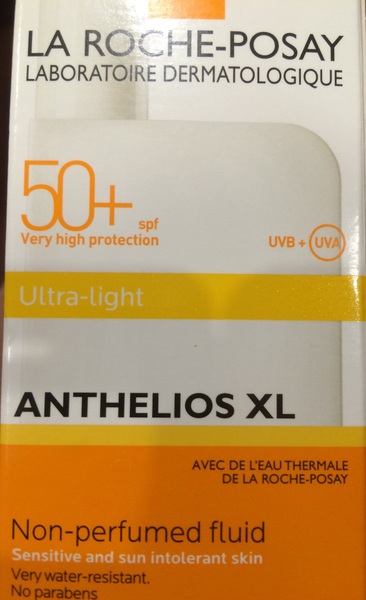 LA ROCHE-POSAY
LABORATOIRE DERMATOLOGIQUE
50+ spf
Very high protection
UVB + UVA
Ultra-light
ANTHELIOS XL
AVEC DE L'EAU THERMALE
DE LA ROCHE-POSAY
Non-perfumed fluid
Sensitive and sun intolerant skin
Very water-resistant.
No parabens